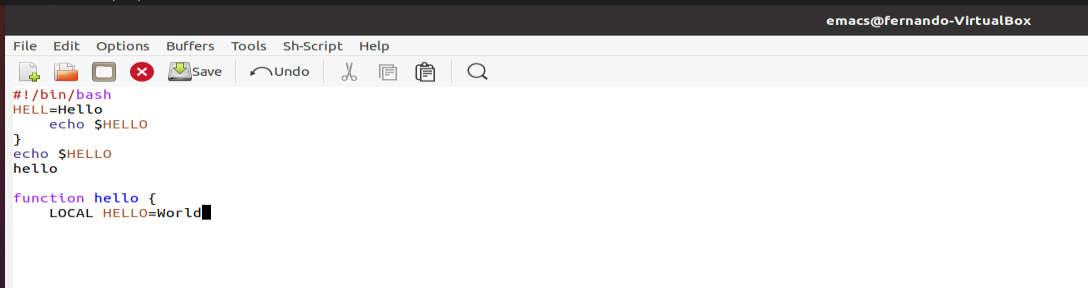 emacs@fernando-VirtualBox
File Edit Options Buffers Tools Sh-Script Help
Save Undo
#!/bin/bash
HELL=Hello
    echo $HELLO
}
echo $HELLO
hello

function hello {
    LOCAL HELLO=World